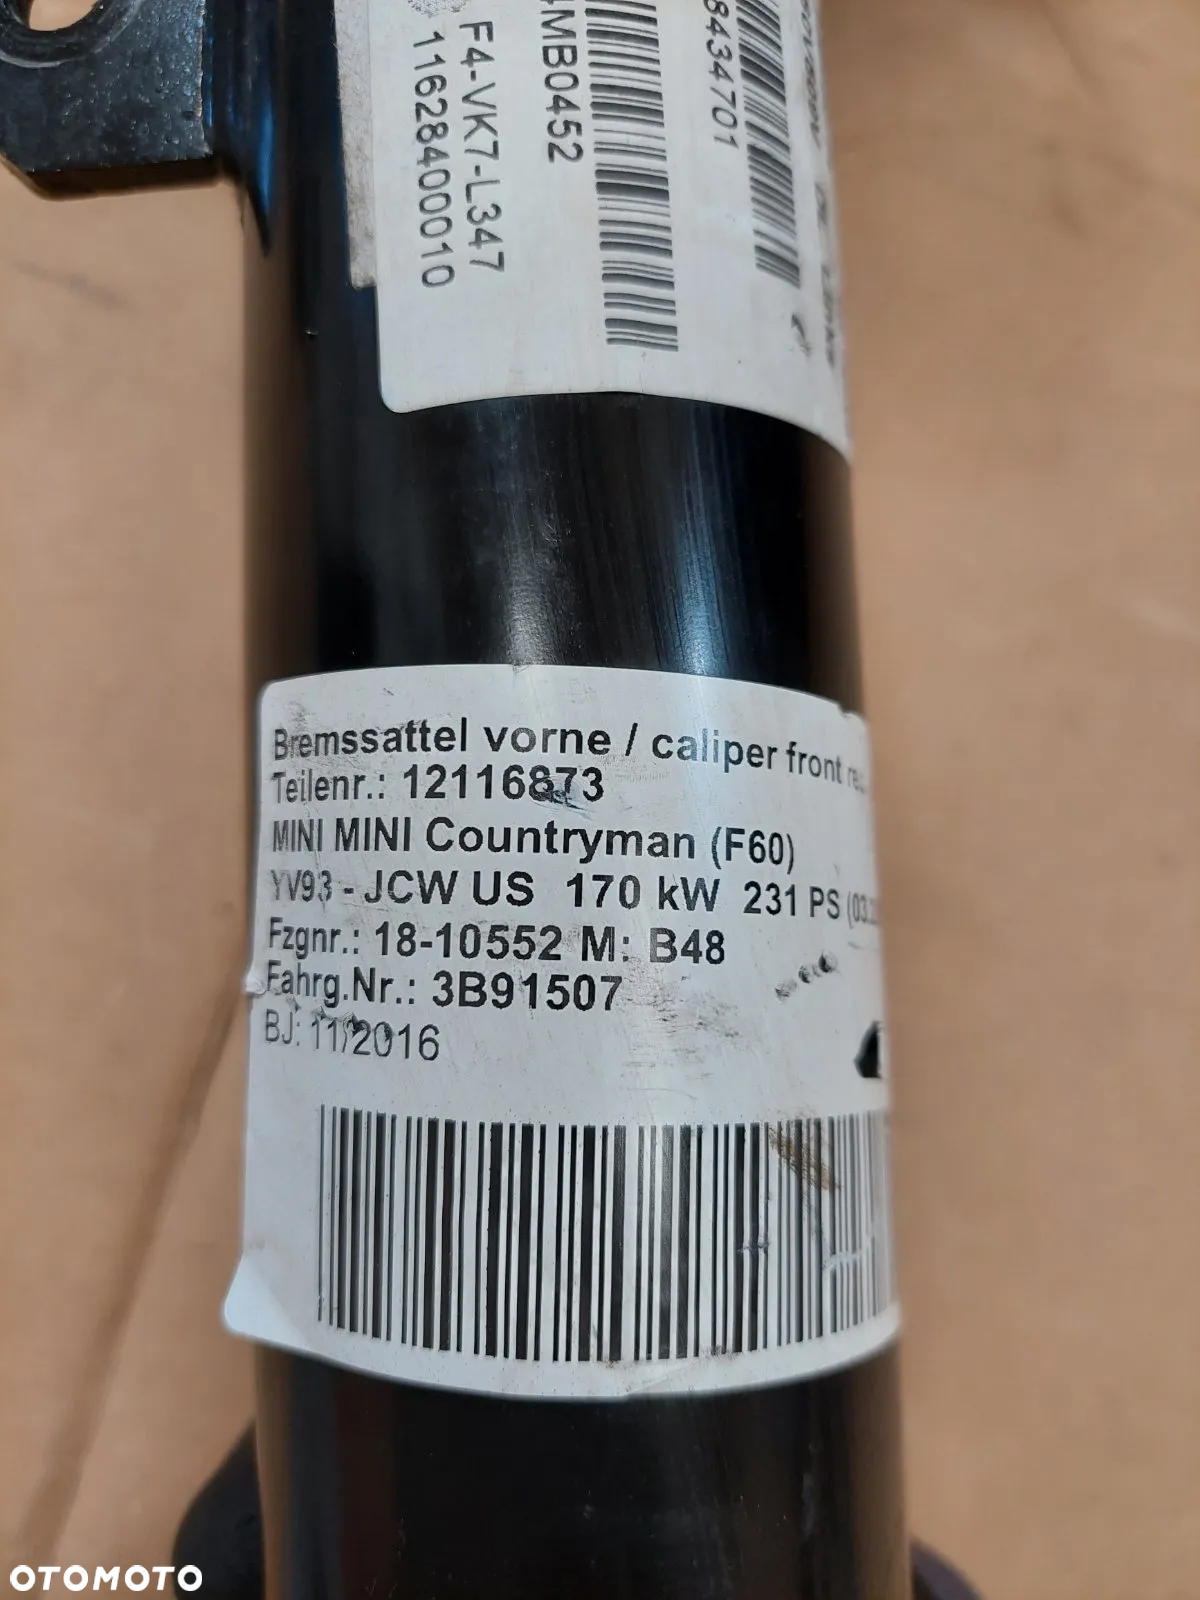 F4-VK7-L347
11628400010
4MB0452
8434701
Bremssattel vorne / caliper front
Teilenr.: 12116873
MINI MINI Countryman (F60)
YV93 - JCW US 170 kW 231 PS
Fzgnr.: 18-10552 M: B48
Fahrg.Nr.: 3B91507
BJ: 11/2016
OTOMOTO